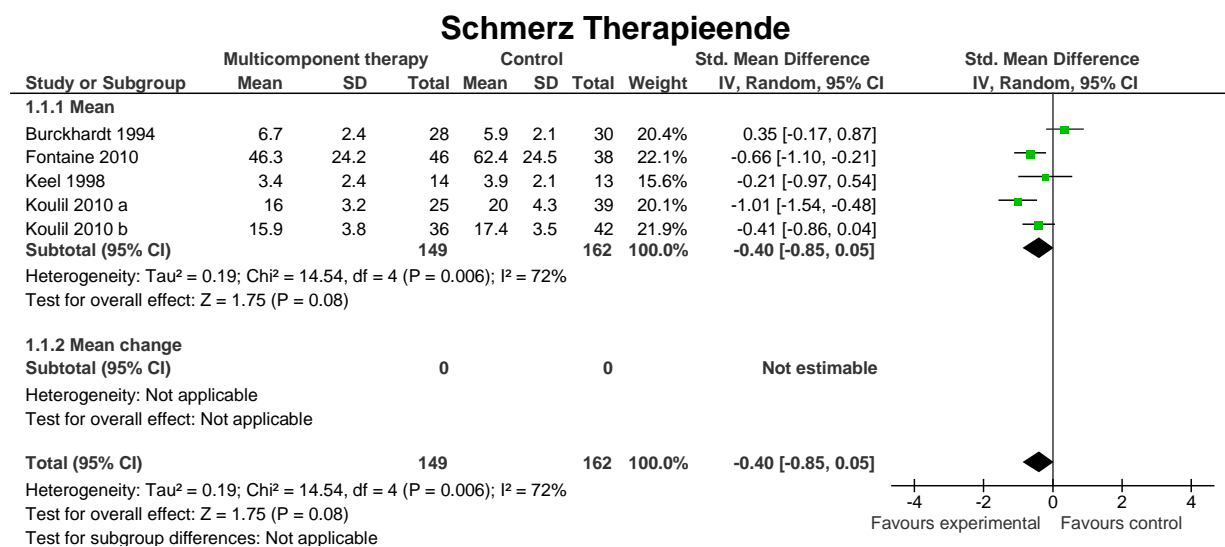 Schmerz Therapieende
Multicomponent therapy Control Std. Mean Difference Std. Mean Difference
Study or Subgroup Mean SD Total Mean SD Total Weight IV, Random, 95% CI IV, Random, 95% CI
1.1.1 Mean
Burckhardt 1994 6.7 2.4 28 5.9 2.1 30 20.4% 0.35 [-0.17, 0.87]
Fontaine 2010 46.3 24.2 46 62.4 24.5 38 22.1% -0.66 [-1.10, -0.21]
Keel 1998 3.4 2.4 14 3.9 2.1 13 15.6% -0.21 [-0.97, 0.54]
Koulil 2010 a 16 3.2 25 20 4.3 39 20.1% -1.01 [-1.54, -0.48]
Koulil 2010 b 15.9 3.8 36 17.4 3.5 42 21.9% -0.41 [-0.86, 0.04]
Subtotal (95% CI) 149 162 100.0% -0.40 [-0.85, 0.05]
Heterogeneity: Tau² = 0.19; Chi² = 14.54, df = 4 (P = 0.006); I² = 72%
Test for overall effect: Z = 1.75 (P = 0.08)
1.1.2 Mean change
Subtotal (95% CI) 0 0 Not estimable
Heterogeneity: Not applicable
Test for overall effect: Not applicable
Total (95% CI) 149 162 100.0% -0.40 [-0.85, 0.05]
Heterogeneity: Tau² = 0.19; Chi² = 14.54, df = 4 (P = 0.006); I² = 72%
Test for overall effect: Z = 1.75 (P = 0.08)
Test for subgroup differences: Not applicable
-4 -2 0 2 4
Favours experimental Favours control